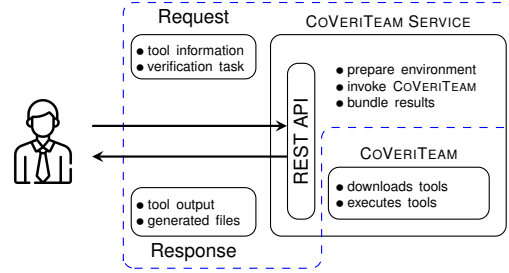 Request
COVERITEAM SERVICE
● tool information
● verification task
● prepare environment
● invoke COVERITEAM
● bundle results
REST API
COVERITEAM
● downloads tools
● executes tools
● tool output
● generated files
Response